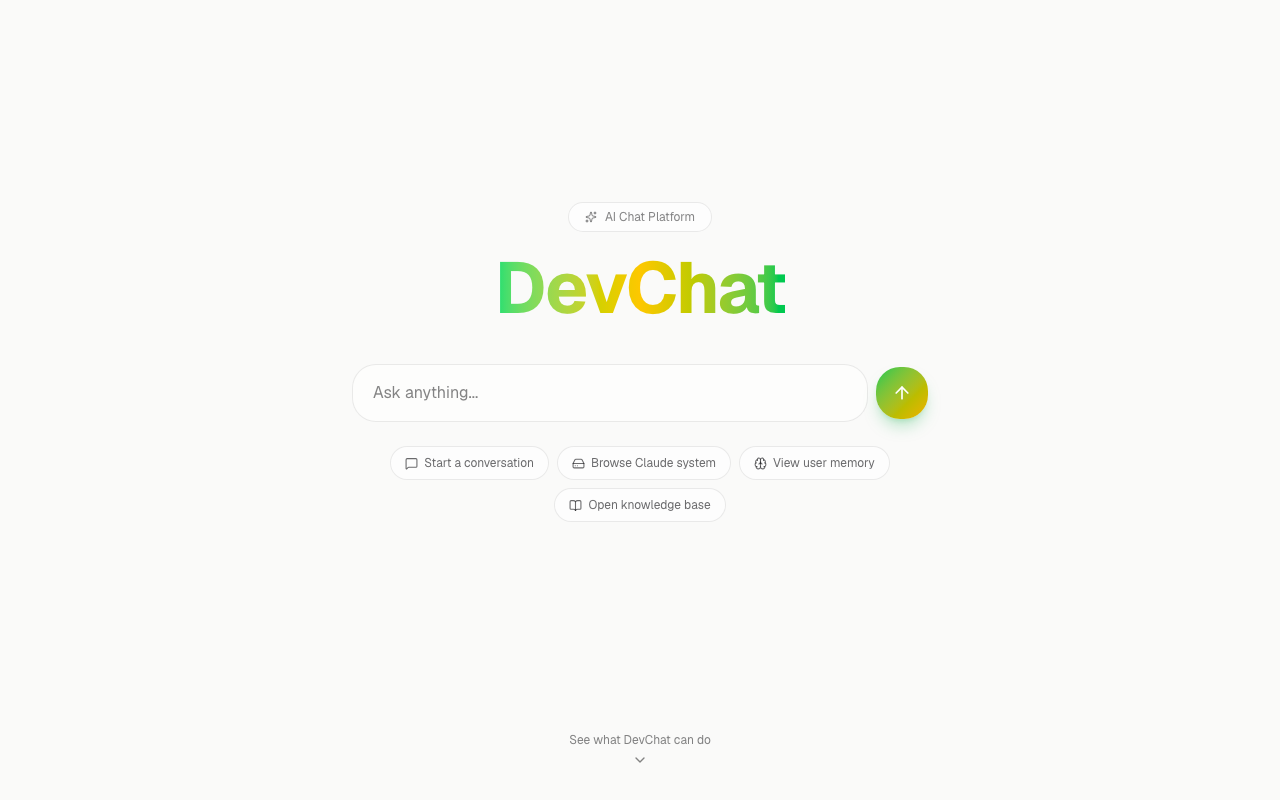 AI Chat Platform
DevChat
Ask anything...
Start a conversation
Browse Claude system
View user memory
Open knowledge base
See what DevChat can do